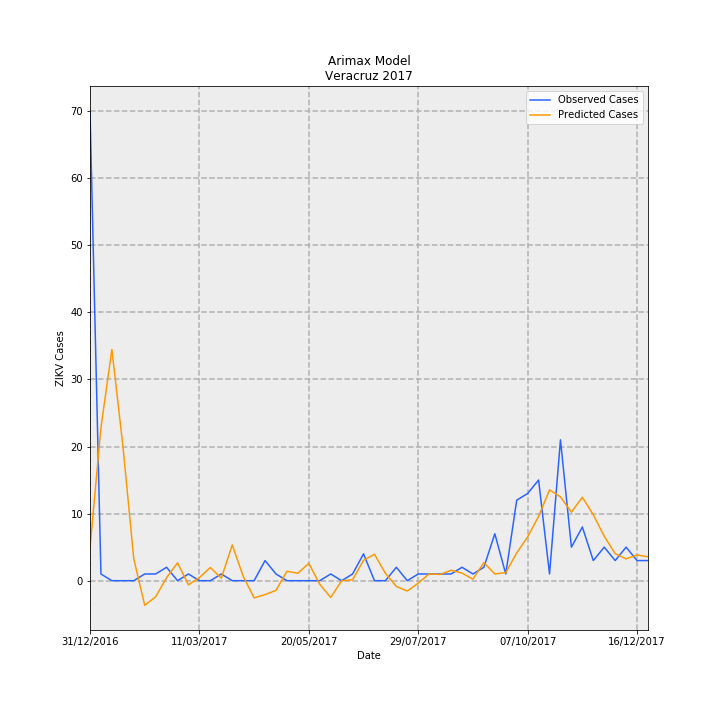 Arimax Model
Veracruz 2017
Observed Cases
Predicted Cases
ZIKV Cases
70
60
50
40
30
20
10
0
31/12/2016
11/03/2017
20/05/2017
29/07/2017
07/10/2017
16/12/2017
Date